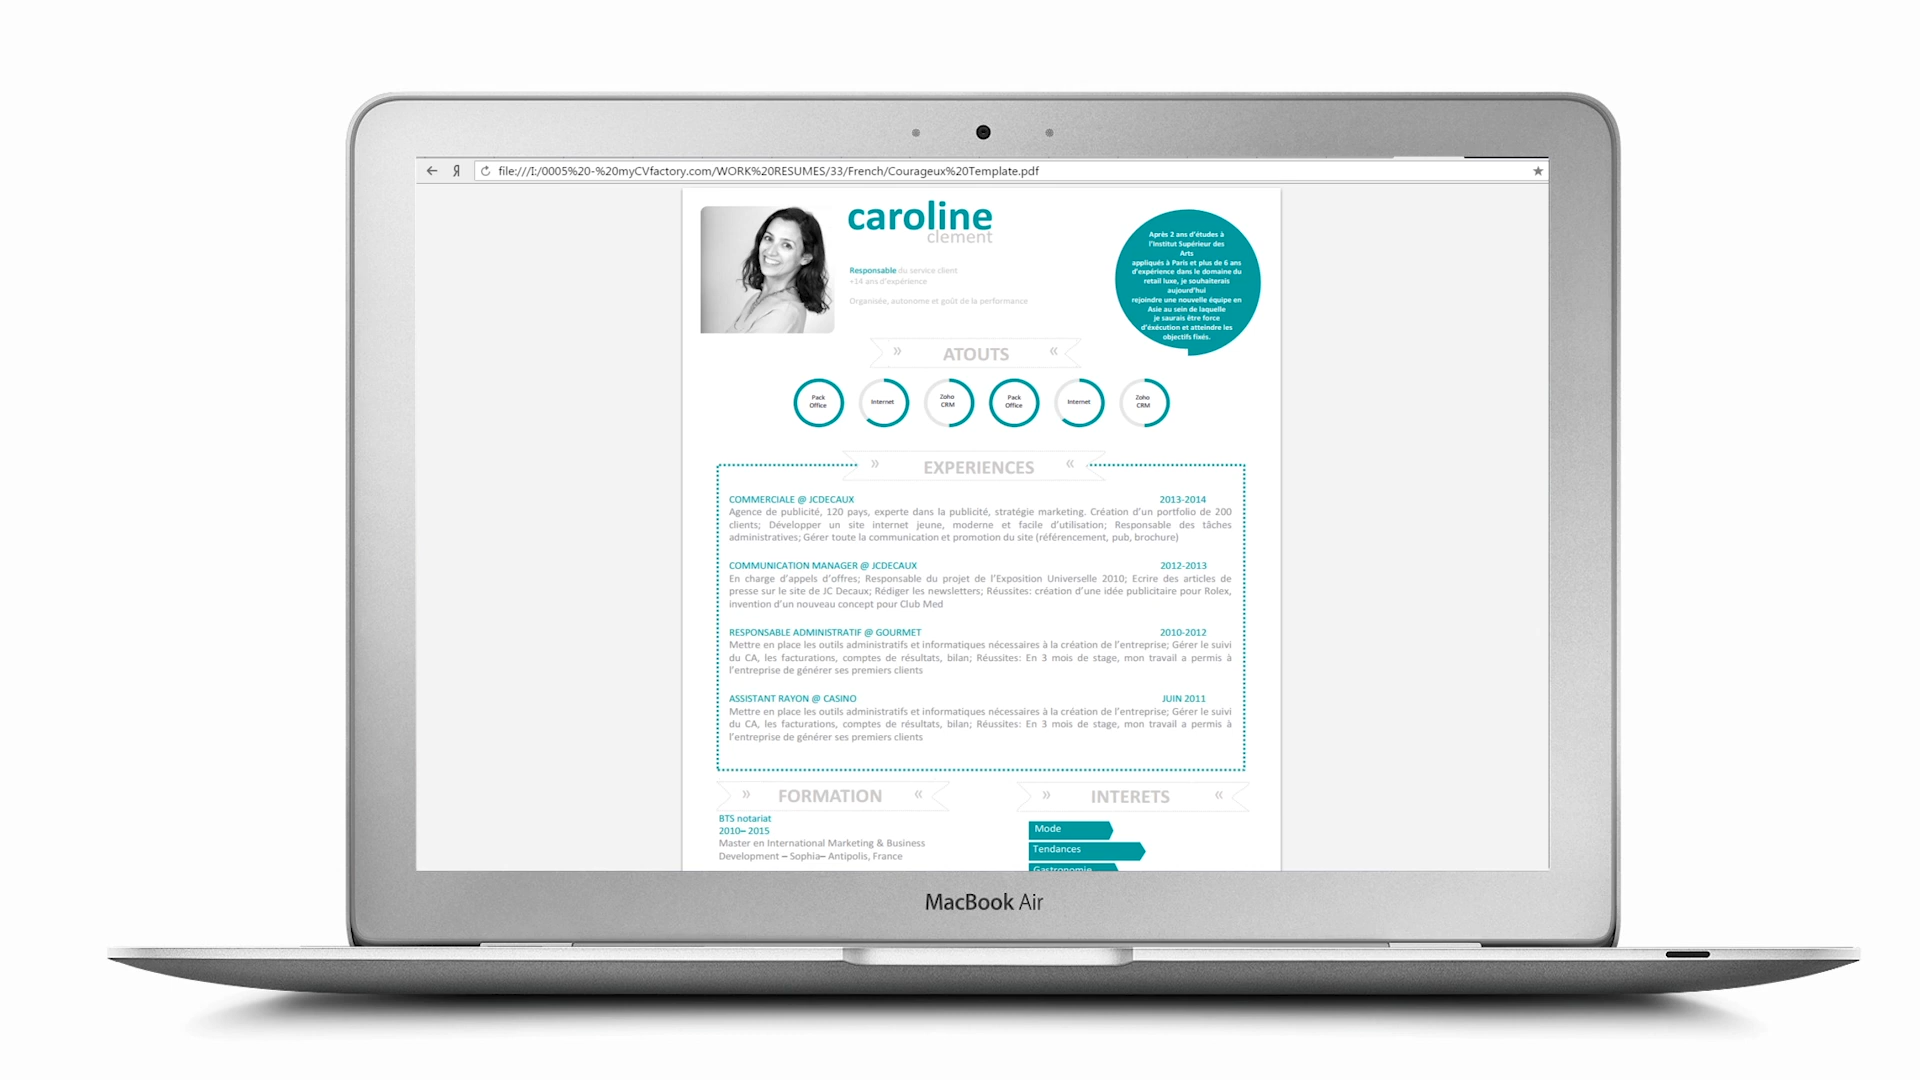 file:///I:/0005%20-%20myCVfactory.com/WORK%20RESUMES/33/French/Courageux%20Template.pdf
caroline
clement
Responsable du service client
+14 ans d'expérience
Organisée, autonome et goût de la performance
Après 2 ans d'études à
l'Institut Supérieur des
Arts
appliqués à Paris et plus de 6 ans
d'expérience dans le domaine du
retail luxe, je souhaiterais
aujourd'hui
rejoindre une nouvelle équipe en
Asie au sein de laquelle
je saurais être force
d'éxécution et atteindre les
objectifs fixés.
» ATOUTS «
Pack
Office
Internet
Zoho
CRM
Pack
Office
Internet
Zoho
CRM
» EXPERIENCES «
COMMERCIALE @ JCDECAUX 2013-2014
Agence de publicité, 120 pays, experte dans la publicité, stratégie marketing. Création d'un portfolio de 200
clients; Développer un site internet jeune, moderne et facile d'utilisation; Responsable des tâches
administratives; Gérer toute la communication et promotion du site (référencement, pub, brochure)
COMMUNICATION MANAGER @ JCDECAUX 2012-2013
En charge d'appels d'offres; Responsable du projet de l'Exposition Universelle 2010; Ecrire des articles de
presse sur le site de JC Decaux; Rédiger les newsletters; Réussites: création d'une idée publicitaire pour Rolex,
invention d'un nouveau concept pour Club Med
RESPONSABLE ADMINISTRATIF @ GOURMET 2010-2012
Mettre en place les outils administratifs et informatiques nécessaires à la création de l'entreprise; Gérer le suivi
du CA, les facturations, comptes de résultats, bilan; Réussites: En 3 mois de stage, mon travail a permis à
l'entreprise de générer ses premiers clients
ASSISTANT RAYON @ CASINO JUIN 2011
Mettre en place les outils administratifs et informatiques nécessaires à la création de l'entreprise; Gérer le suivi
du CA, les facturations, comptes de résultats, bilan; Réussites: En 3 mois de stage, mon travail a permis à
l'entreprise de générer ses premiers clients
» FORMATION «
BTS notariat
2010– 2015
Master en International Marketing & Business
Development – Sophia– Antipolis, France
» INTERETS «
Mode
Tendances
Gastronomie
MacBook Air